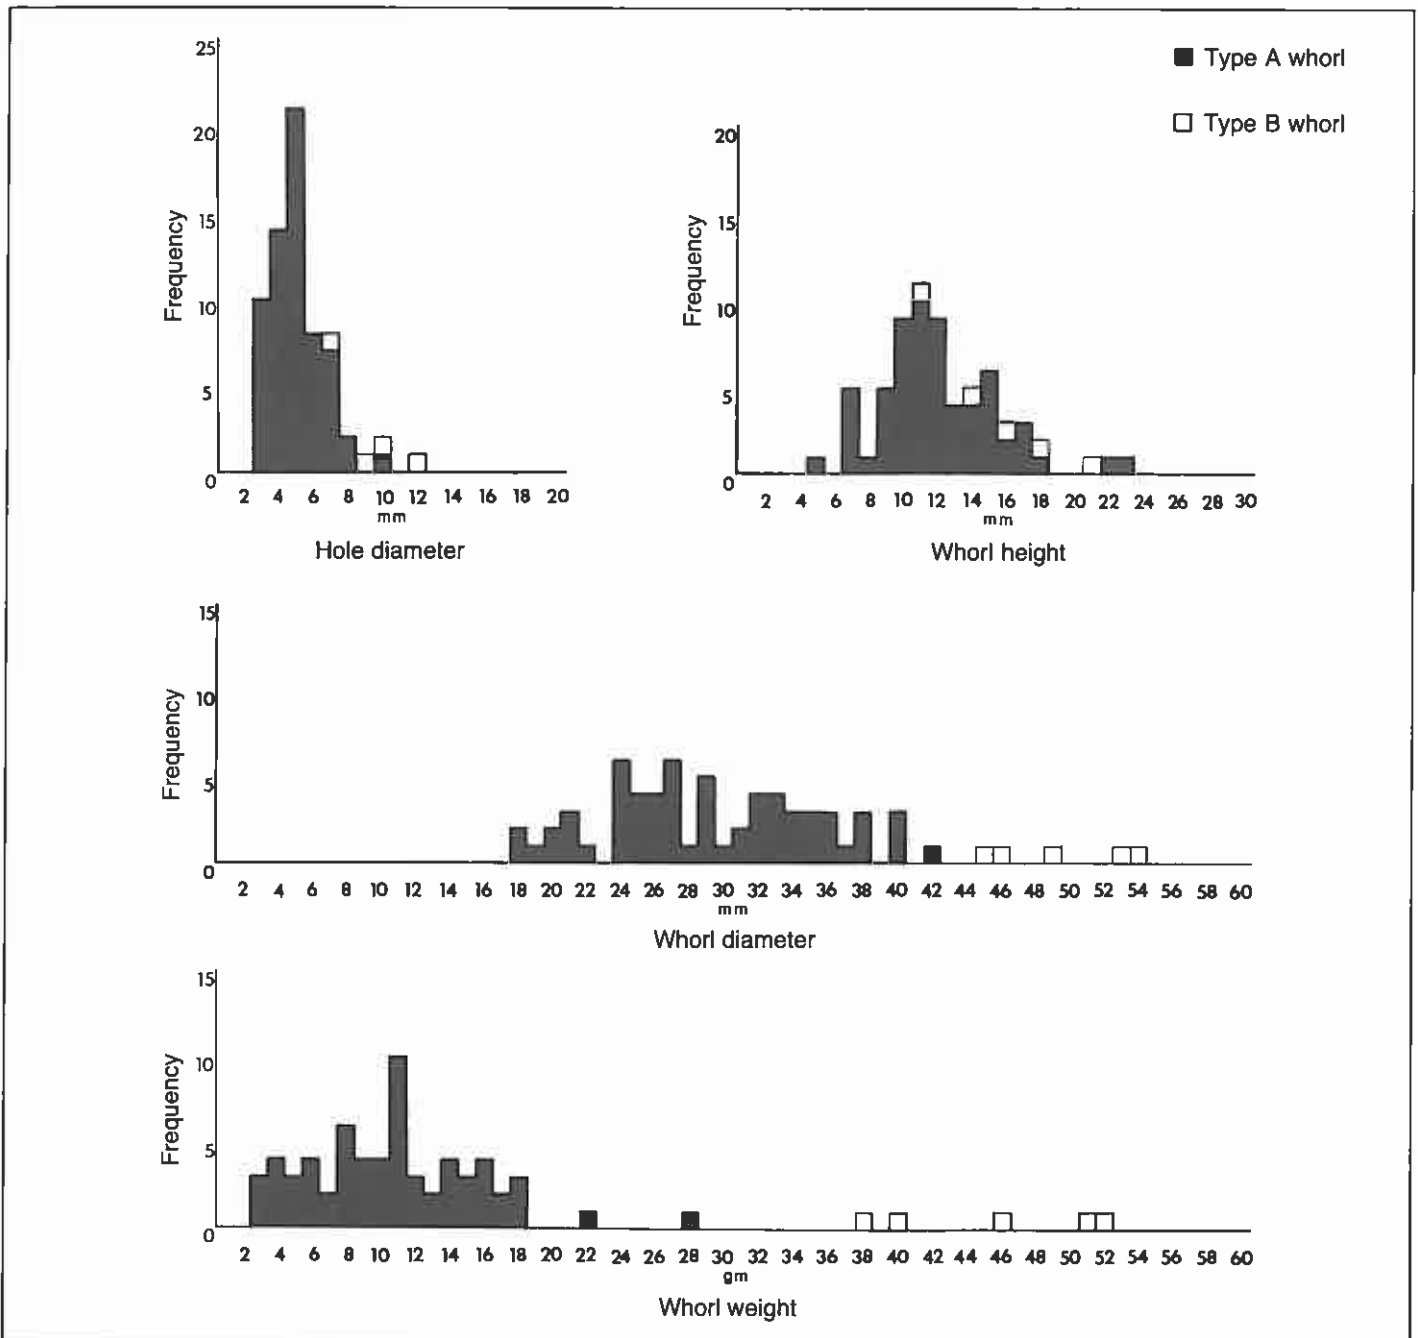 Type A whorl
Type B whorl
25
20
15
10
5
0
Frequency
2 4 6 8 10 12 14 16 18 20
mm
Hole diameter
20
15
10
5
0
Frequency
2 4 6 8 10 12 14 16 18 20 22 24 26 28 30
mm
Whorl height
15
10
5
0
Frequency
2 4 6 8 10 12 14 16 18 20 22 24 26 28 30 32 34 36 38 40 42 44 46 48 50 52 54 56 58 60
mm
Whorl diameter
15
10
5
0
Frequency
2 4 6 8 10 12 14 16 18 20 22 24 26 28 30 32 34 36 38 40 42 44 46 48 50 52 54 56 58 60
gm
Whorl weight